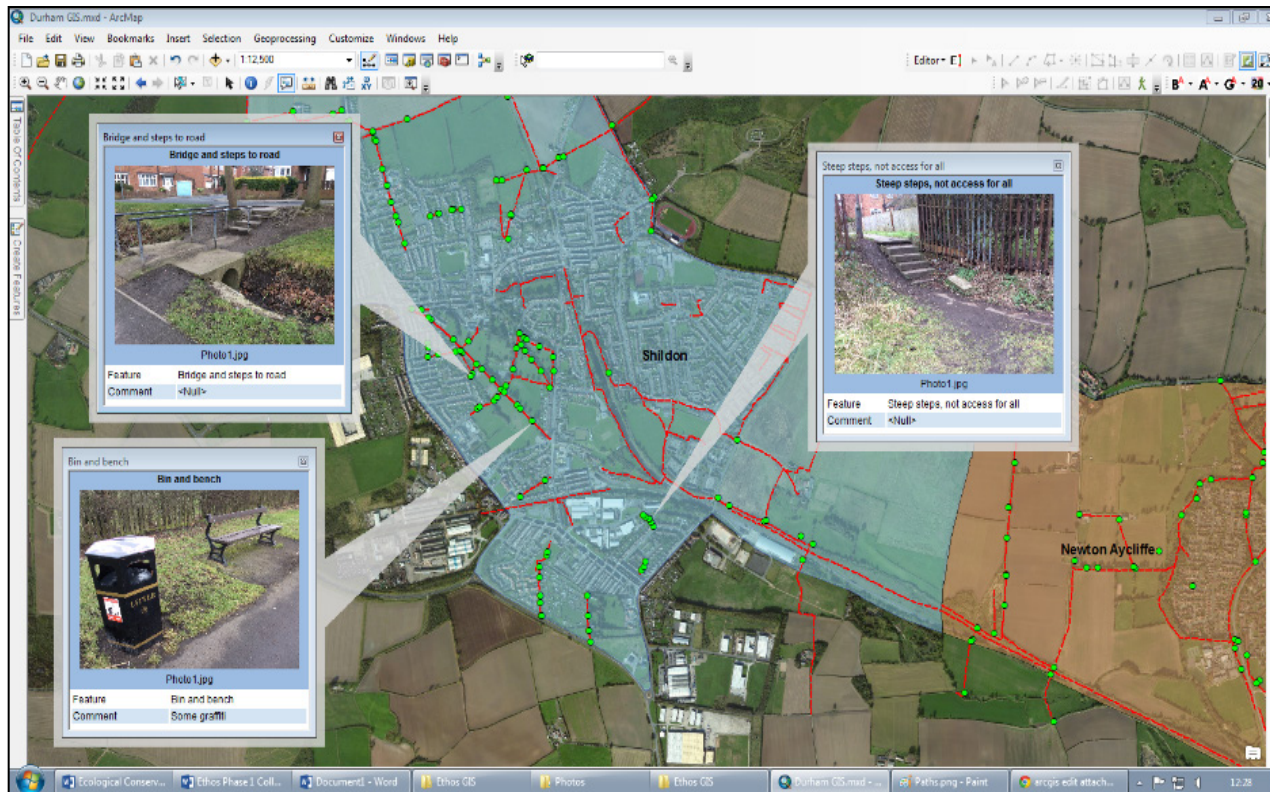 Durham GIS.mxd - ArcMap
File Edit View Bookmarks Insert Selection Geoprocessing Customize Windows Help
1:12,500
Editor
Table Of Contents
Create Features
Bridge and steps to road
Bridge and steps to road
Photo1.jpg
Feature Bridge and steps to road
Comment <Null>
Steep steps, not access for all
Steep steps, not access for all
Photo1.jpg
Feature Steep steps, not access for all
Comment <Null>
Shildon
Newton Aycliffe
Bin and bench
Bin and bench
LITTER
Photo1.jpg
Feature Bin and bench
Comment Some graffiti
Ecological Conserv... Ethos Phase 1 Coll... Document1 - Word Ethos GIS Photos Ethos GIS Durham GIS.mxd - ... Paths.png - Paint arcgis edit attach... 12:28